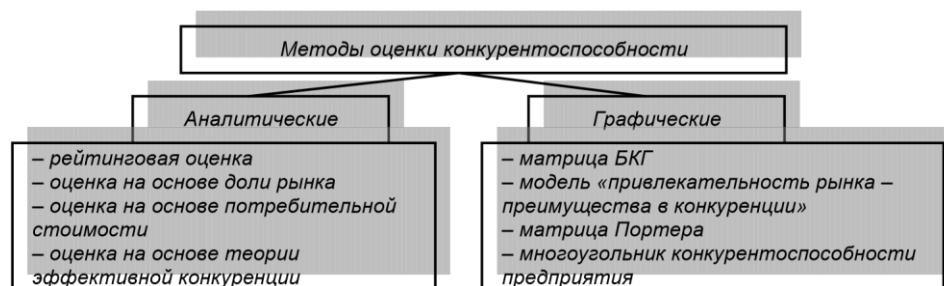 Методы оценки конкурентоспособности
Аналитические
– рейтинговая оценка
– оценка на основе доли рынка
– оценка на основе потребительной
стоимости
– оценка на основе теории
эффективной конкуренции
Графические
– матрица БКГ
– модель «привлекательность рынка –
преимущества в конкуренции»
– матрица Портера
– многоугольник конкурентоспособности
предприятия